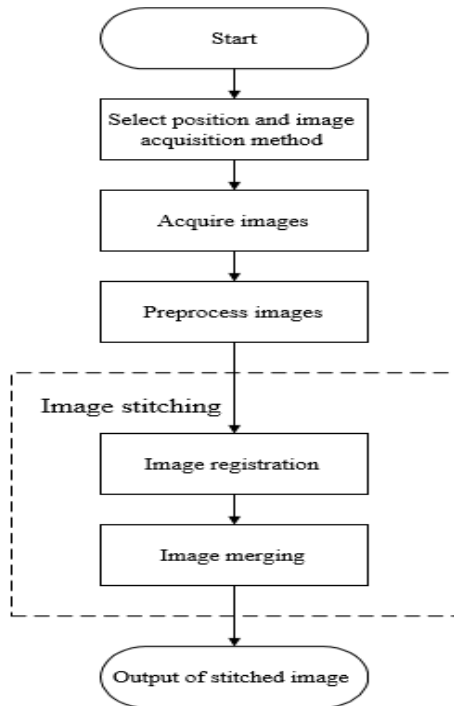 Start
Select position and image
acquisition method
Acquire images
Preprocess images
Image stitching
Image registration
Image merging
Output of stitched image